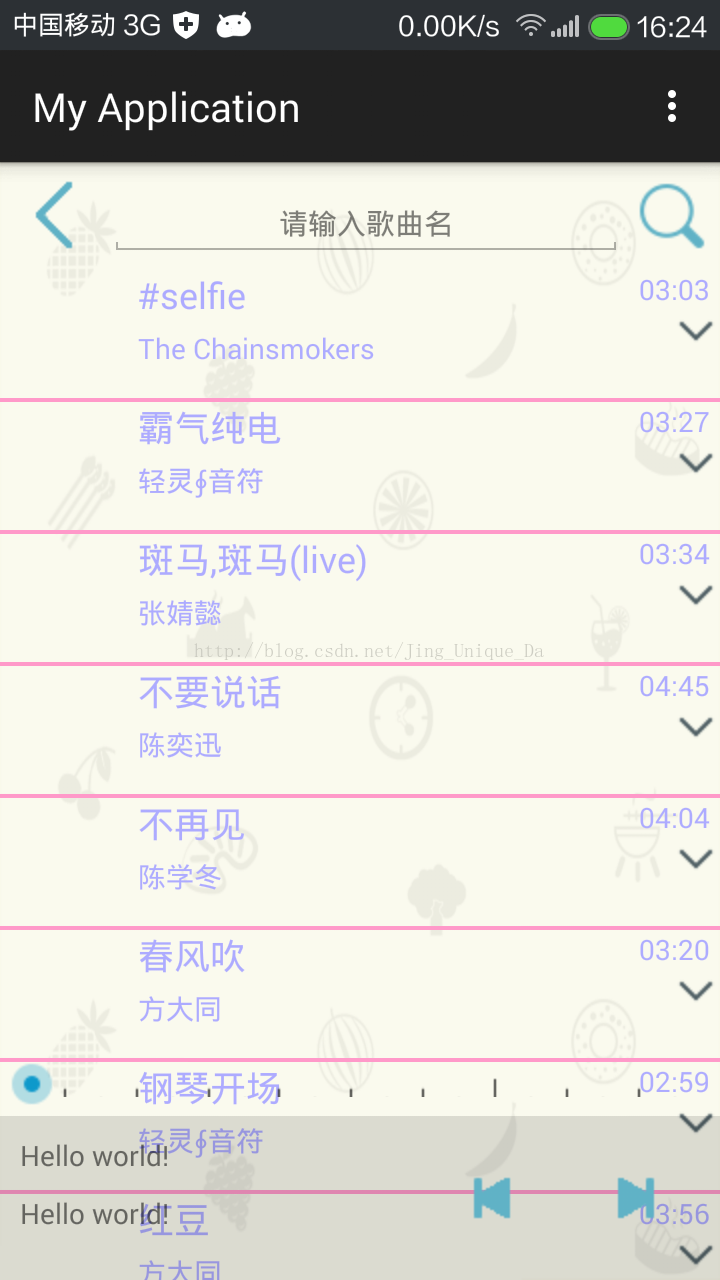 中国移动 3G 0.00K/s 16:24
My Application
请输入歌曲名
#selfie 03:03
The Chainsmokers
霸气纯电 03:27
轻灵∮音符
斑马,斑马(live) 03:34
张婧懿
http://blog.csdn.net/Jing_Unique_Da
不要说话 04:45
陈奕迅
不再见 04:04
陈学冬
春风吹 03:20
方大同
钢琴开场 02:59
轻灵∮音符
Hello world!
Hello world!
红豆 03:56
方大同